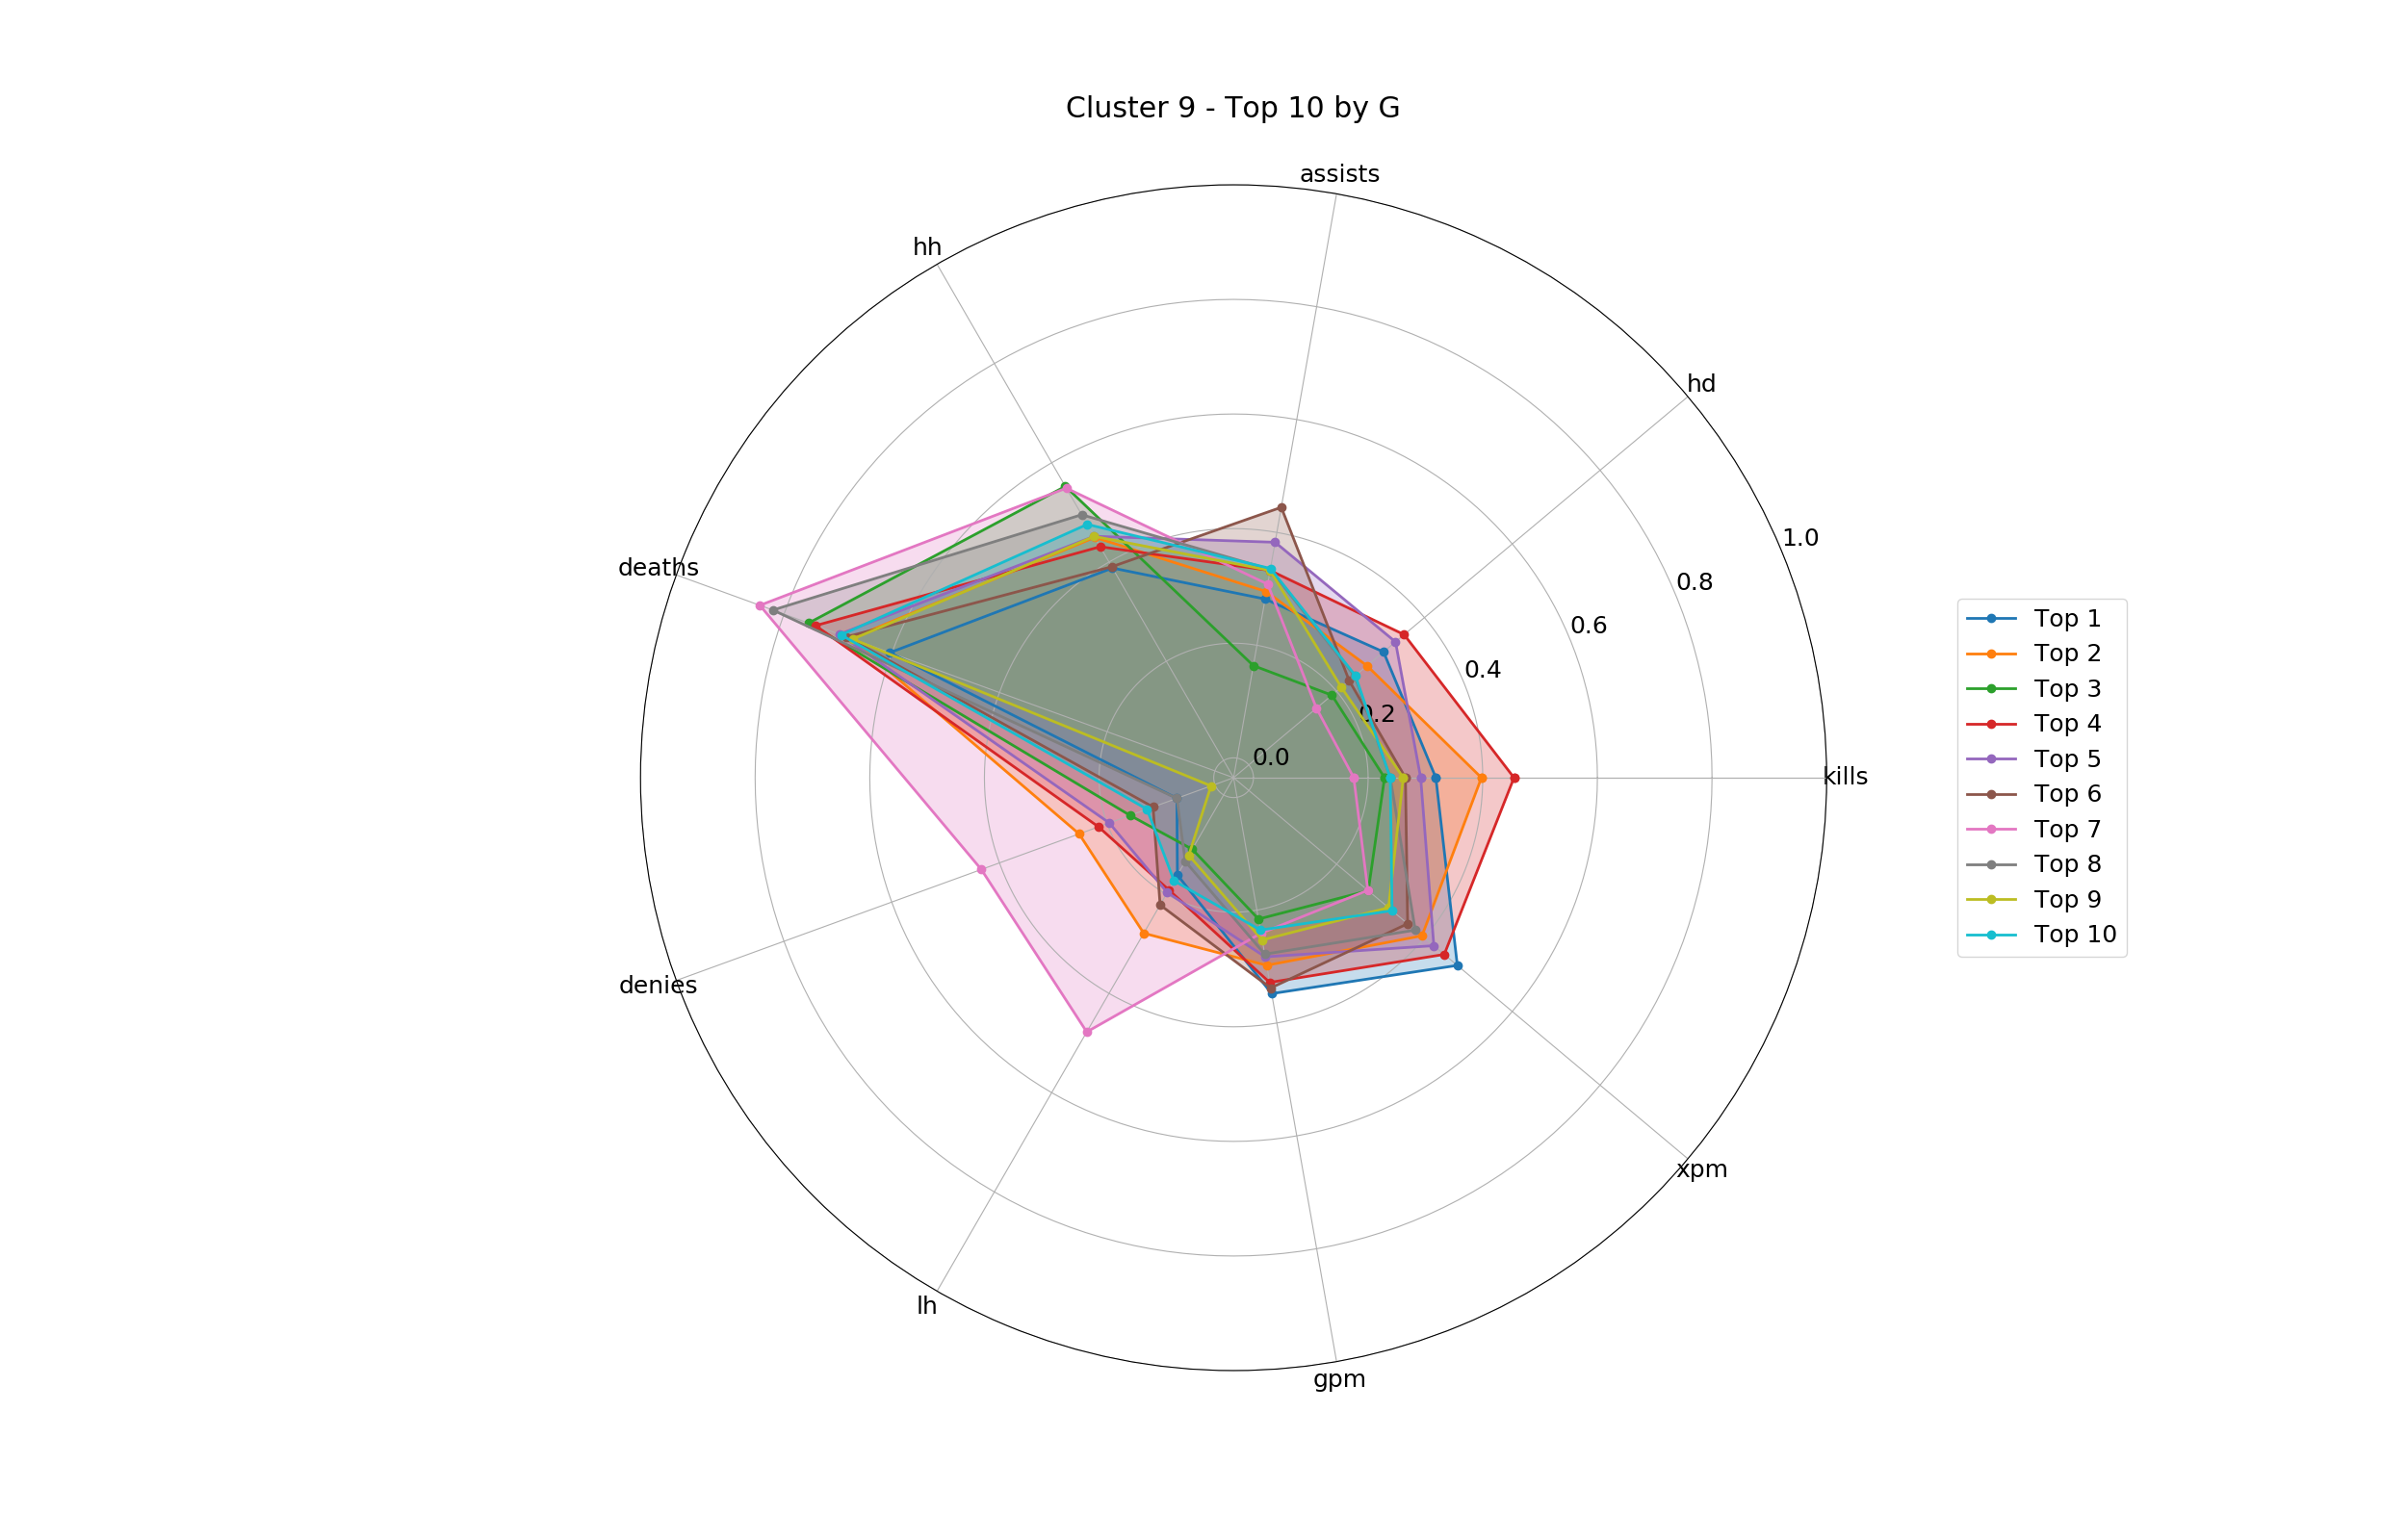 Cluster 9 - Top 10 by G
assists
hh
hd
deaths
1.0
0.8
0.6
0.4
0.2
0.0
kills
denies
xpm
lh
gpm
Top 1
Top 2
Top 3
Top 4
Top 5
Top 6
Top 7
Top 8
Top 9
Top 10